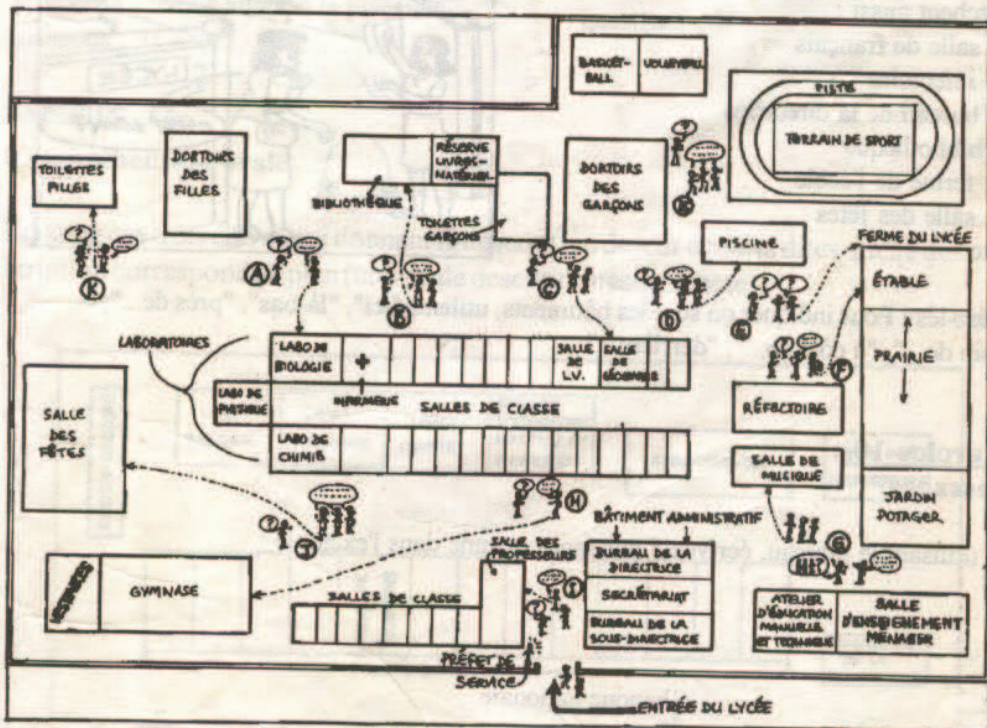 BASKET-
BALL
VOLLEYBALL
PISTE
TERRAIN DE SPORT
TOILETTES
FILLES
DORTOIRS
DES
FILLES
RÉSERVE
LIVRES-
MATÉRIEL
BIBLIOTHÈQUE
TOILETTES
GARÇONS
DORTOIRS
DES
GARÇONS
PISCINE
FERME DU LYCÉE
ÉTABLE
PRAIRIE
JARDIN
POTAGER
K
A
B
C
D
E
F
LABORATOIRES
LABO DE
BIOLOGIE
INFIRMERIE
SALLE
DE
L.V.
SALLE
DE
LABO DE
PHYSIQUE
SALLES DE CLASSE
RÉFECTOIRE
LABO DE
CHIMIE
SALLE DE
MUSIQUE
SALLE
DES
FÊTES
J
H
G
I
SALLE DES
PROFESSEURS
BÂTIMENT ADMINISTRATIF
BUREAU DE LA
DIRECTRICE
SECRÉTARIAT
BUREAU DE LA
SOUS-DIRECTRICE
VESTIAIRES
GYMNASE
SALLES DE CLASSE
ATELIER
D'ÉDUCATION
MANUELLE
ET TECHNIQUE
SALLE
D'ENSEIGNEMENT
MÉNAGER
PRÉFET DE
SERVICE
ENTRÉE DU LYCÉE